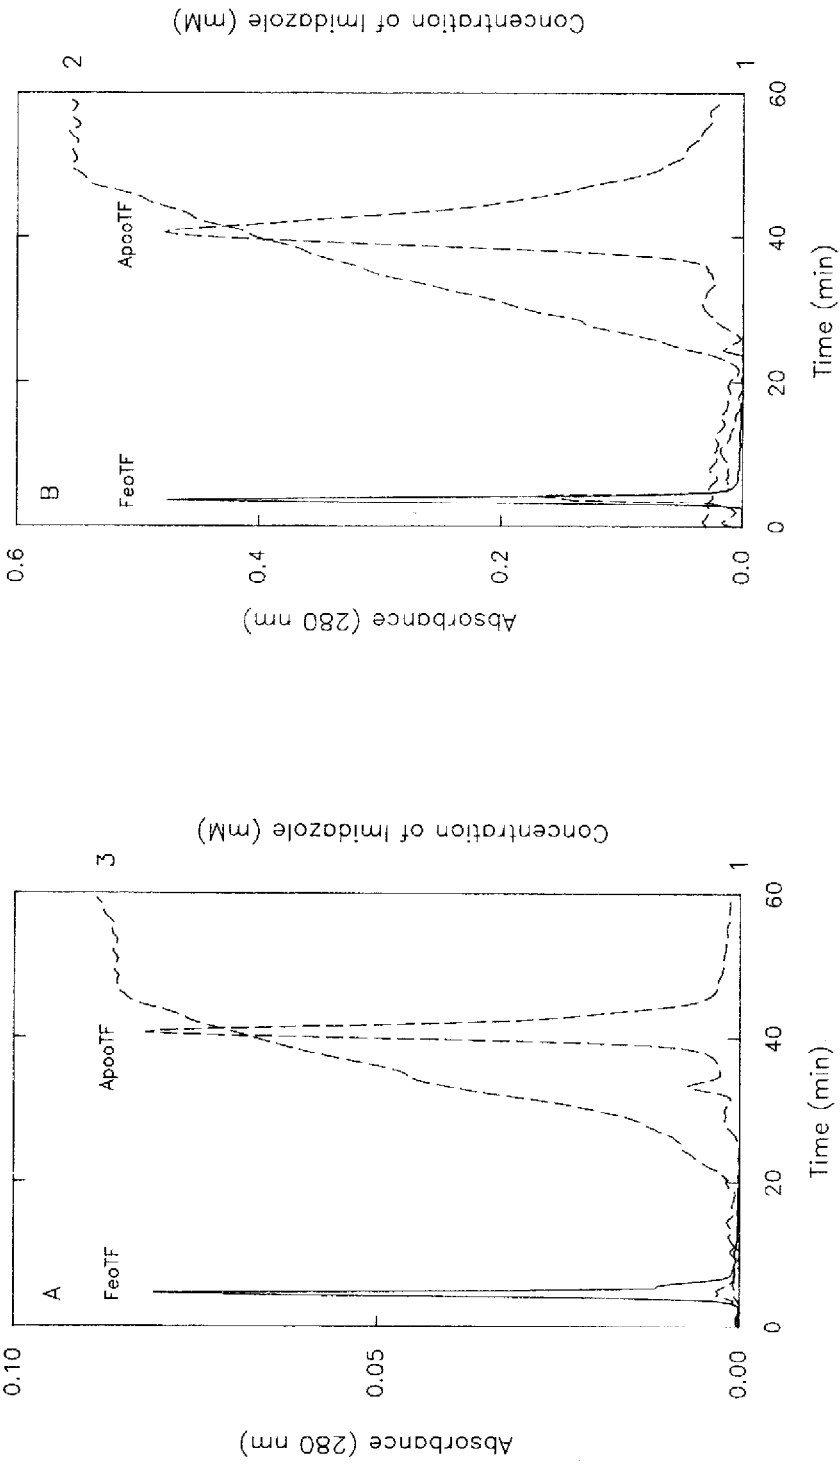 A
FeoTF
ApooTF
0.10
0.05
0.00
Absorbance (280 nm)
0
20
40
60
Time (min)
3
1
Concentration of Imidazole (mM)
B
FeoTF
ApooTF
0.6
0.4
0.2
0.0
Absorbance (280 nm)
0
20
40
60
Time (min)
2
1
Concentration of Imidazole (mM)